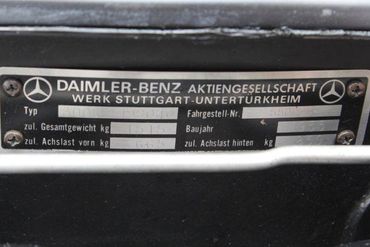 DAIMLER-BENZ AKTIENGESELLSCHAFT
WERK STUTTGART-UNTERTÜRKHEIM
Typ Fahrgestell-Nr.
zul. Gesamtgewicht kg Baujahr
zul. Achslast vorn kg zul. Achslast hinten kg